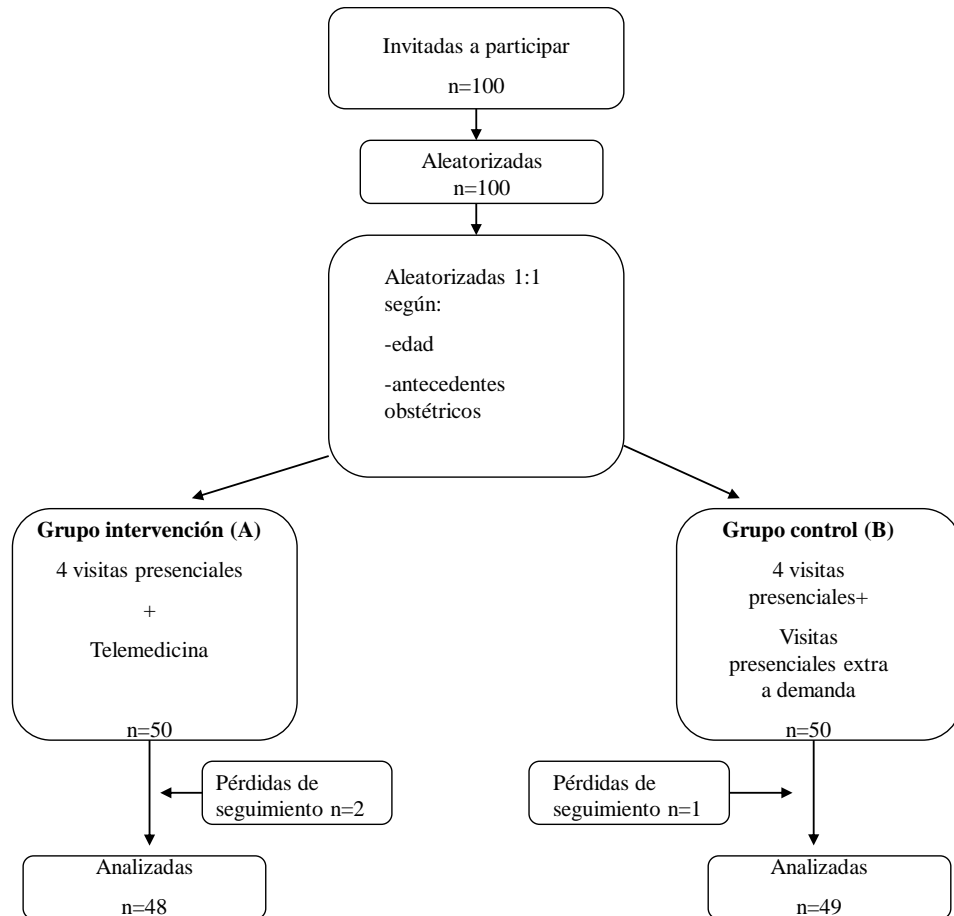 Invitadas a participar
n=100
Aleatorizadas
n=100
Aleatorizadas 1:1
según:
-edad
-antecedentes
obstétricos
Grupo intervención (A)
4 visitas presenciales
+
Telemedicina
n=50
Grupo control (B)
4 visitas
presenciales+
Visitas
presenciales extra
a demanda
n=50
Pérdidas de
seguimiento n=2
Pérdidas de
seguimiento n=1
Analizadas
n=48
Analizadas
n=49